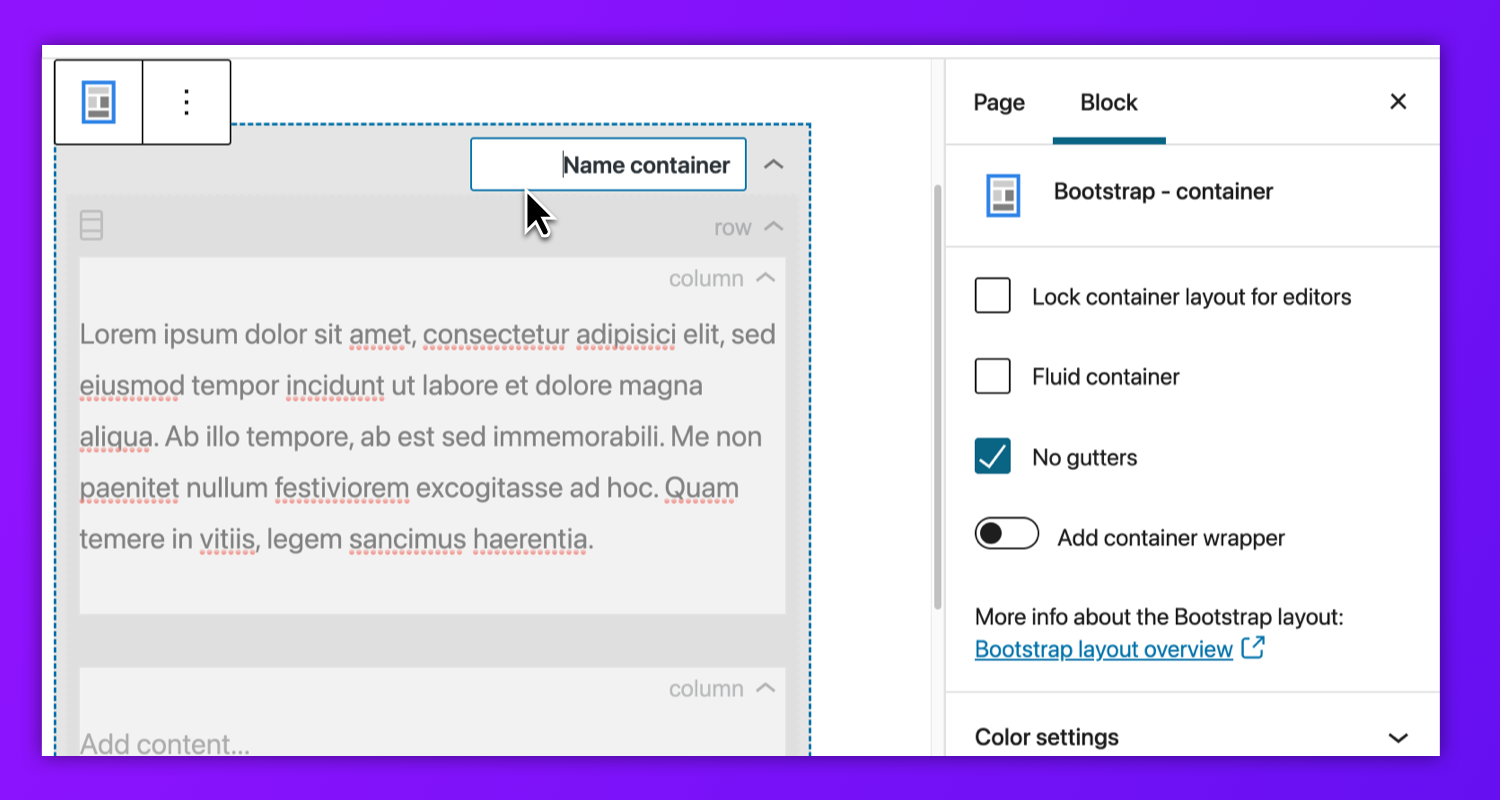 Name container
row
column
Lorem ipsum dolor sit amet, consectetur adipisici elit, sed
eiusmod tempor incidunt ut labore et dolore magna
aliqua. Ab illo tempore, ab est sed immemorabili. Me non
paenitet nullum festiviorem excogitasse ad hoc. Quam
temere in vitiis, legem sancimus haerentia.
column
Add content...
Page
Block
Bootstrap - container
Lock container layout for editors
Fluid container
No gutters
Add container wrapper
More info about the Bootstrap layout:
Bootstrap layout overview
Color settings